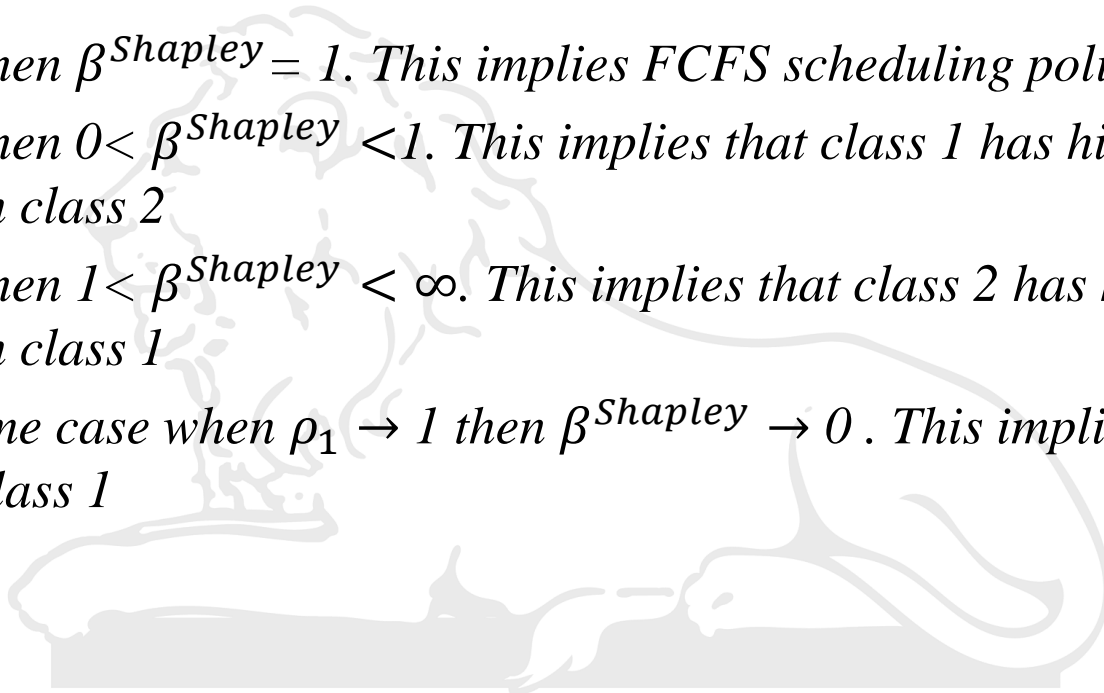 hen β^Shapley = 1. This implies FCFS scheduling poli
hen 0< β^Shapley <1. This implies that class 1 has hi
class 2
hen 1< β^Shapley < ∞. This implies that class 2 has
class 1
me case when ρ₁ → 1 then β^Shapley → 0 . This impli
lass 1